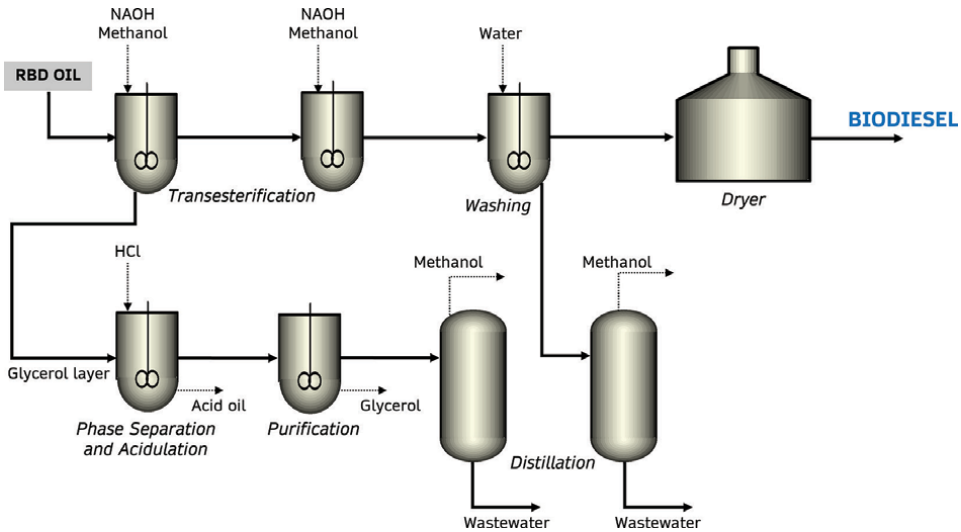 NAOH
Methanol
NAOH
Methanol
Water
RBD OIL
BIODIESEL
Transesterification
Washing
Dryer
HCl
Methanol
Methanol
Glycerol layer
Acid oil
Glycerol
Phase Separation
and Acidulation
Purification
Distillation
Wastewater
Wastewater